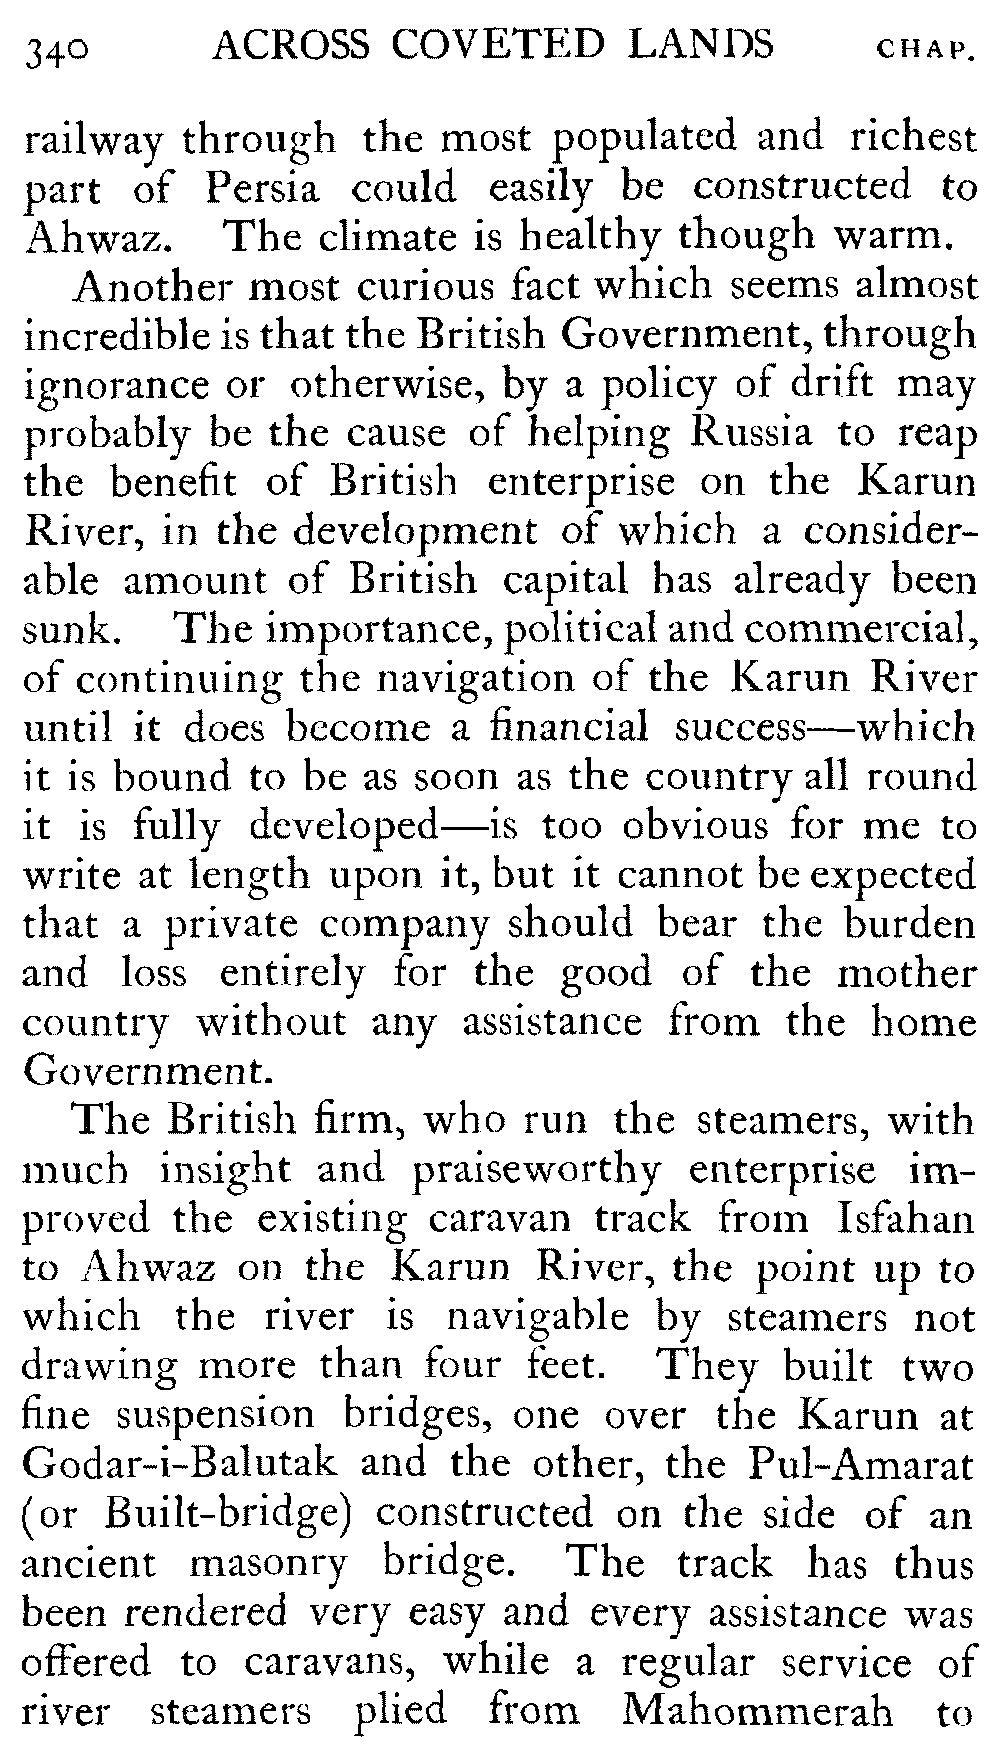 340 ACROSS COVETED LANDS CHAP.
railway through the most populated and richest
part of Persia could easily be constructed to
Ahwaz. The climate is healthy though warm.
Another most curious fact which seems almost
incredible is that the British Government, through
ignorance or otherwise, by a policy of drift may
probably be the cause of helping Russia to reap
the benefit of British enterprise on the Karun
River, in the development of which a consider-
able amount of British capital has already been
sunk. The importance, political and commercial,
of continuing the navigation of the Karun River
until it does become a financial success—which
it is bound to be as soon as the country all round
it is fully developed—is too obvious for me to
write at length upon it, but it cannot be expected
that a private company should bear the burden
and loss entirely for the good of the mother
country without any assistance from the home
Government.
The British firm, who run the steamers, with
much insight and praiseworthy enterprise im-
proved the existing caravan track from Isfahan
to Ahwaz on the Karun River, the point up to
which the river is navigable by steamers not
drawing more than four feet. They built two
fine suspension bridges, one over the Karun at
Godar-i-Balutak and the other, the Pul-Amarat
(or Built-bridge) constructed on the side of an
ancient masonry bridge. The track has thus
been rendered very easy and every assistance was
offered to caravans, while a regular service of
river steamers plied from Mahommerah to